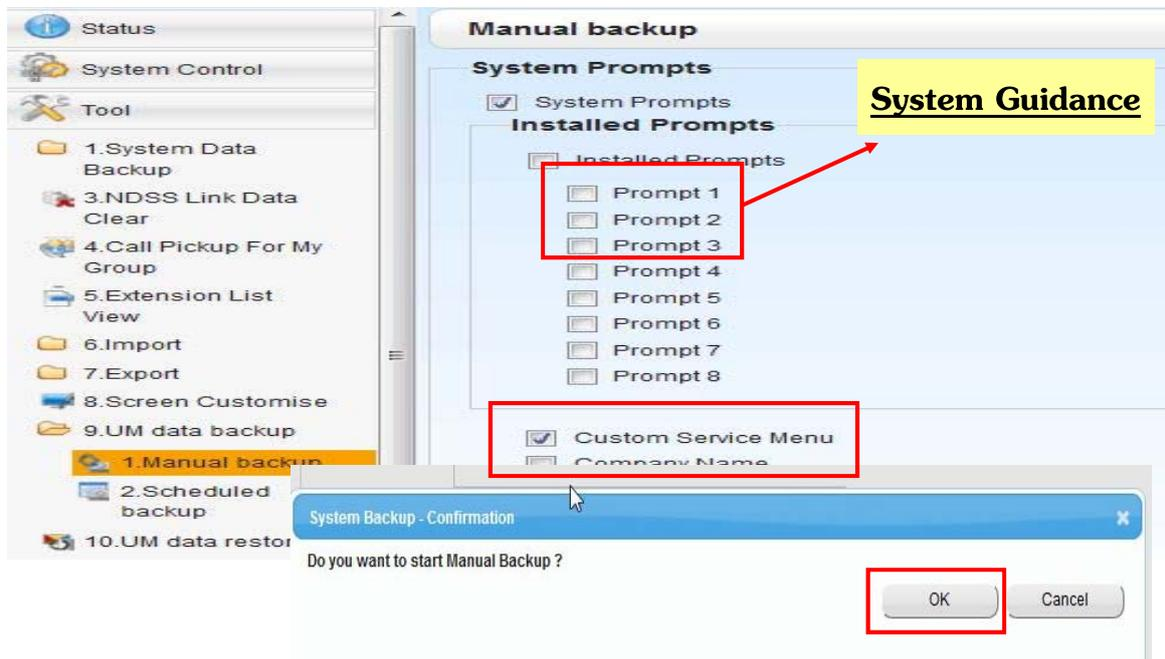 Status
System Control
Tool
1.System Data
Backup
3.NDSS Link Data
Clear
4.Call Pickup For My
Group
5.Extension List
View
6.Import
7.Export
8.Screen Customise
9.UM data backup
1.Manual backup
2.Scheduled
backup
10.UM data restor
Manual backup
System Prompts
System Prompts
System Guidance
Installed Prompts
Installed Prompts
Prompt 1
Prompt 2
Prompt 3
Prompt 4
Prompt 5
Prompt 6
Prompt 7
Prompt 8
Custom Service Menu
Company Name
System Backup - Confirmation
Do you want to start Manual Backup ?
OK
Cancel